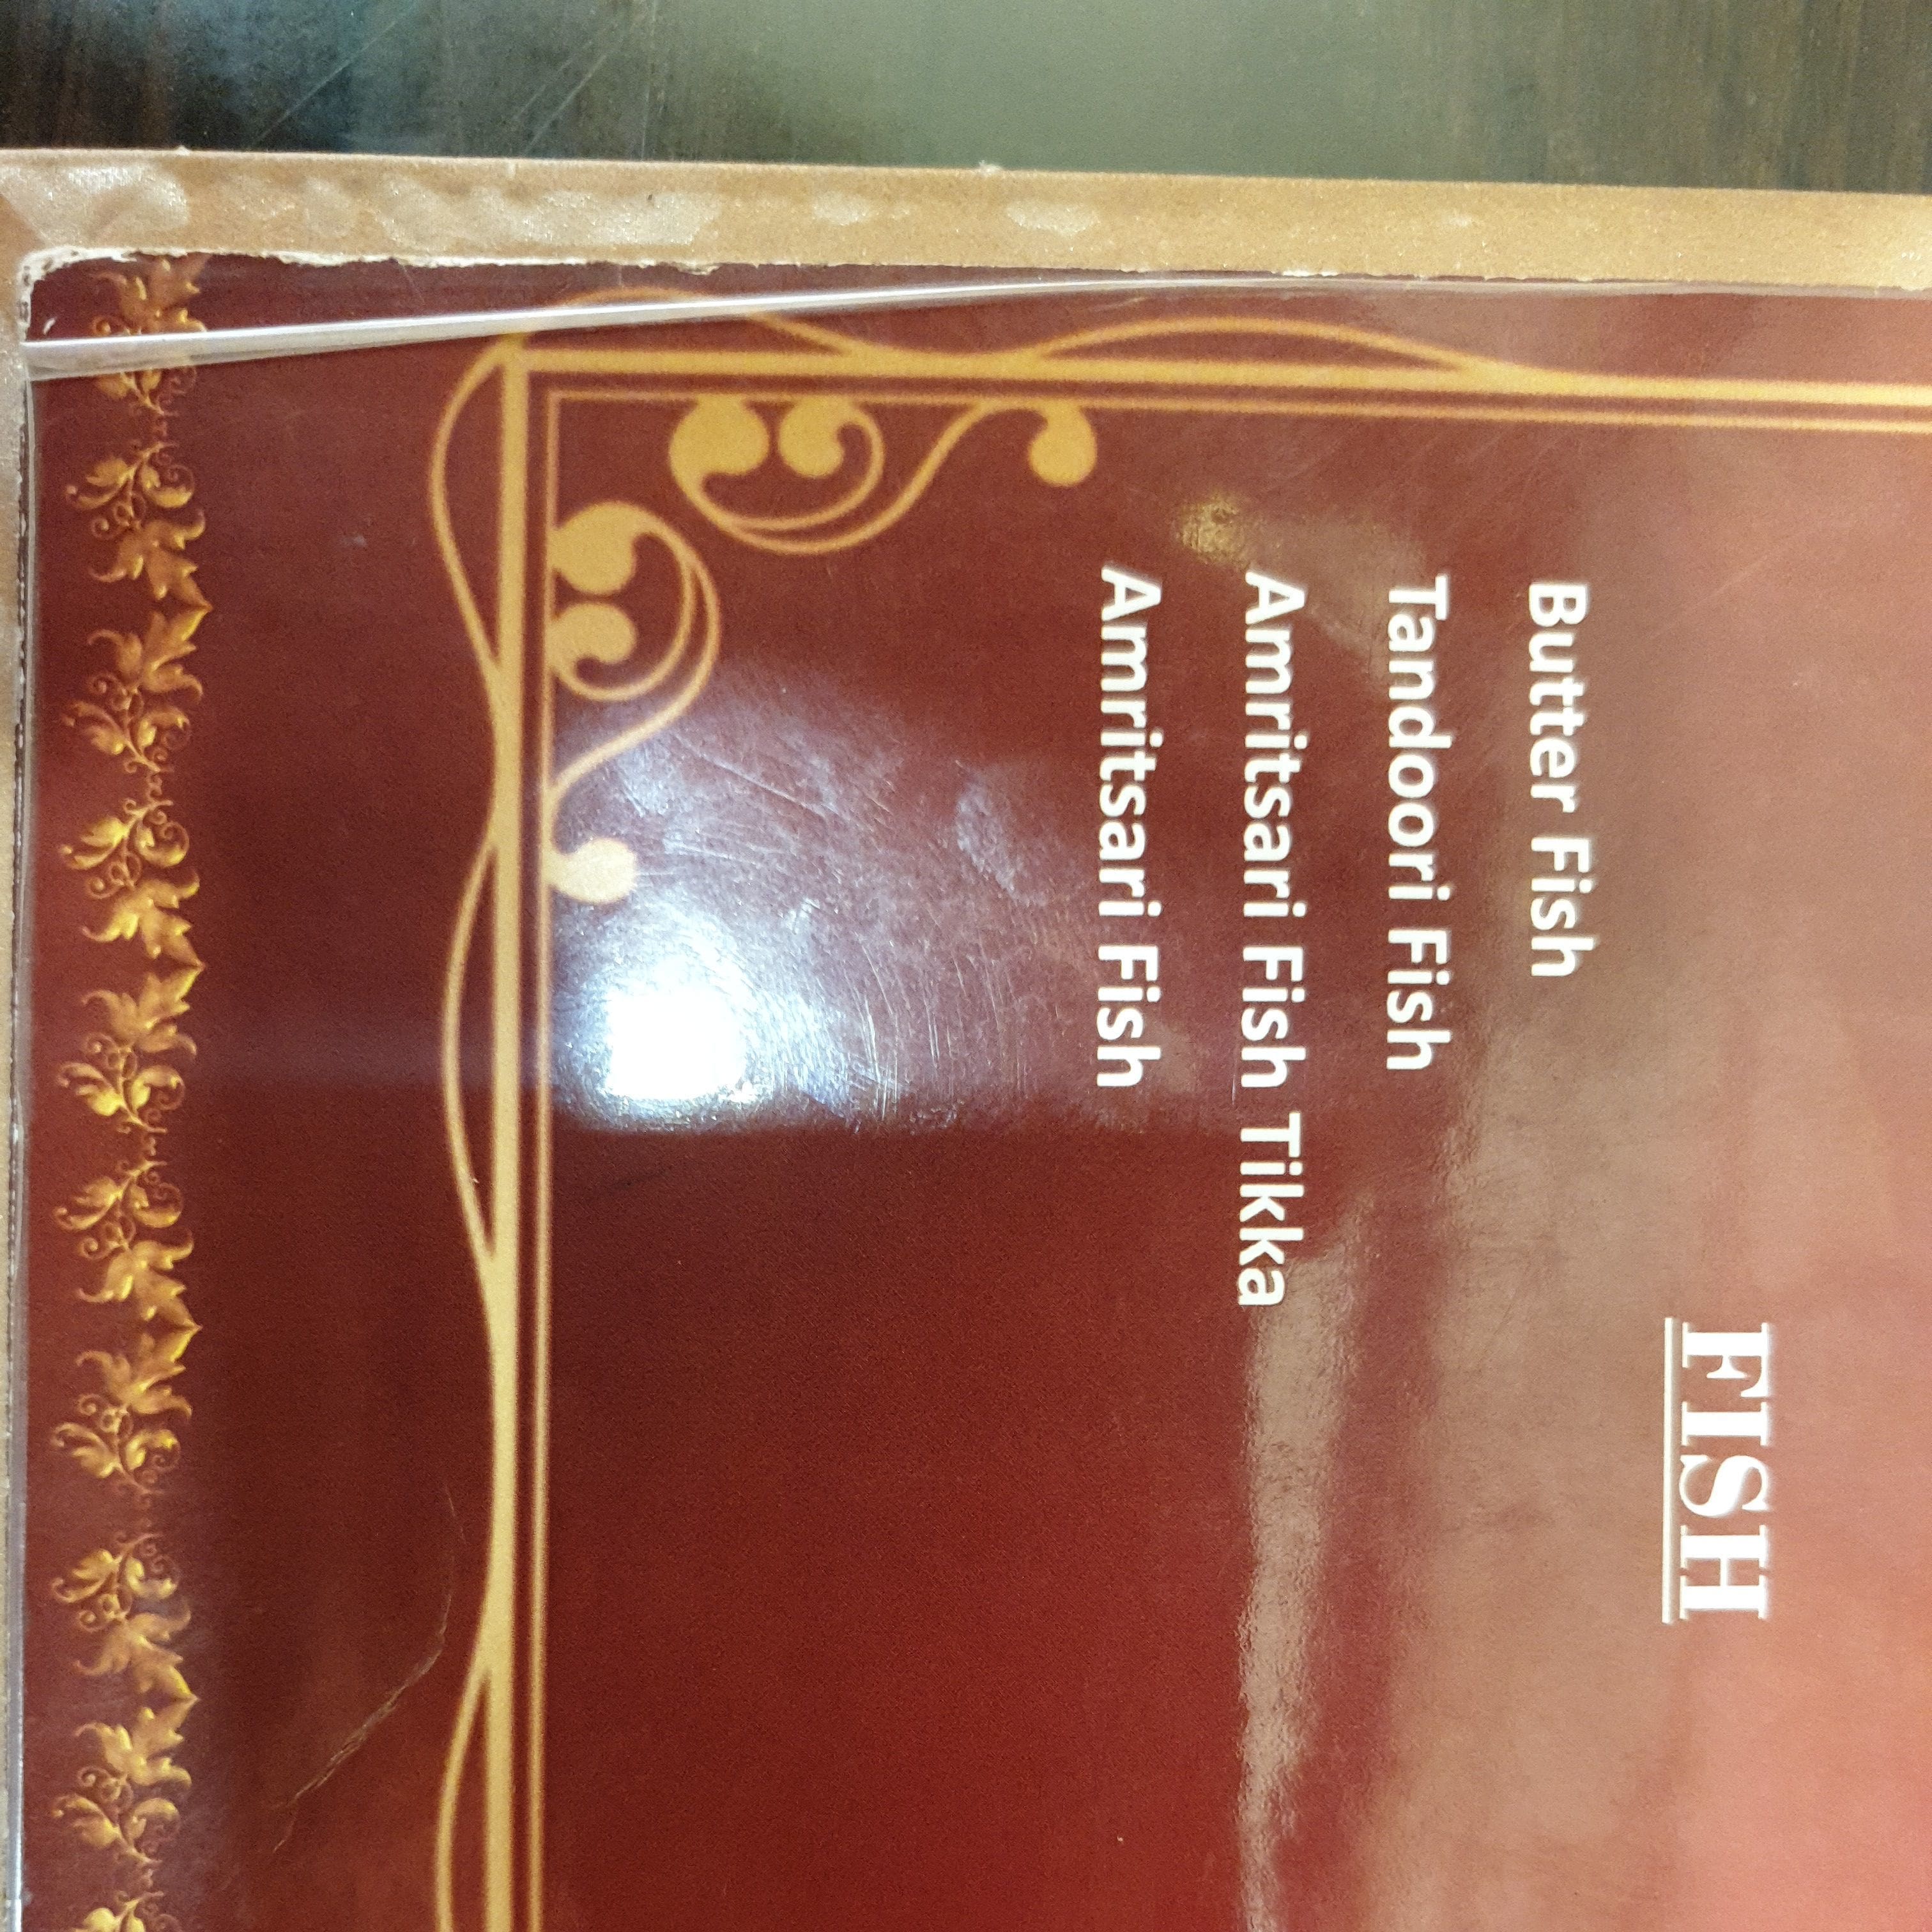 FISH
Butter Fish
Tandoori Fish
Amritsari Fish Tikka
Amritsari Fish